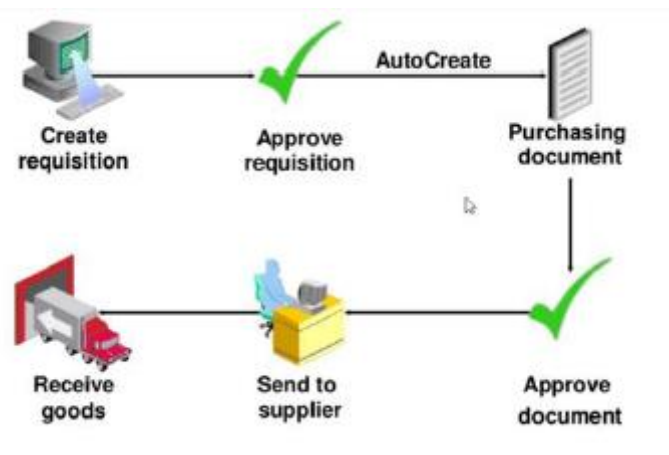 Create
requisition
Approve
requisition
AutoCreate
Purchasing
document
Receive
goods
Send to
supplier
Approve
document